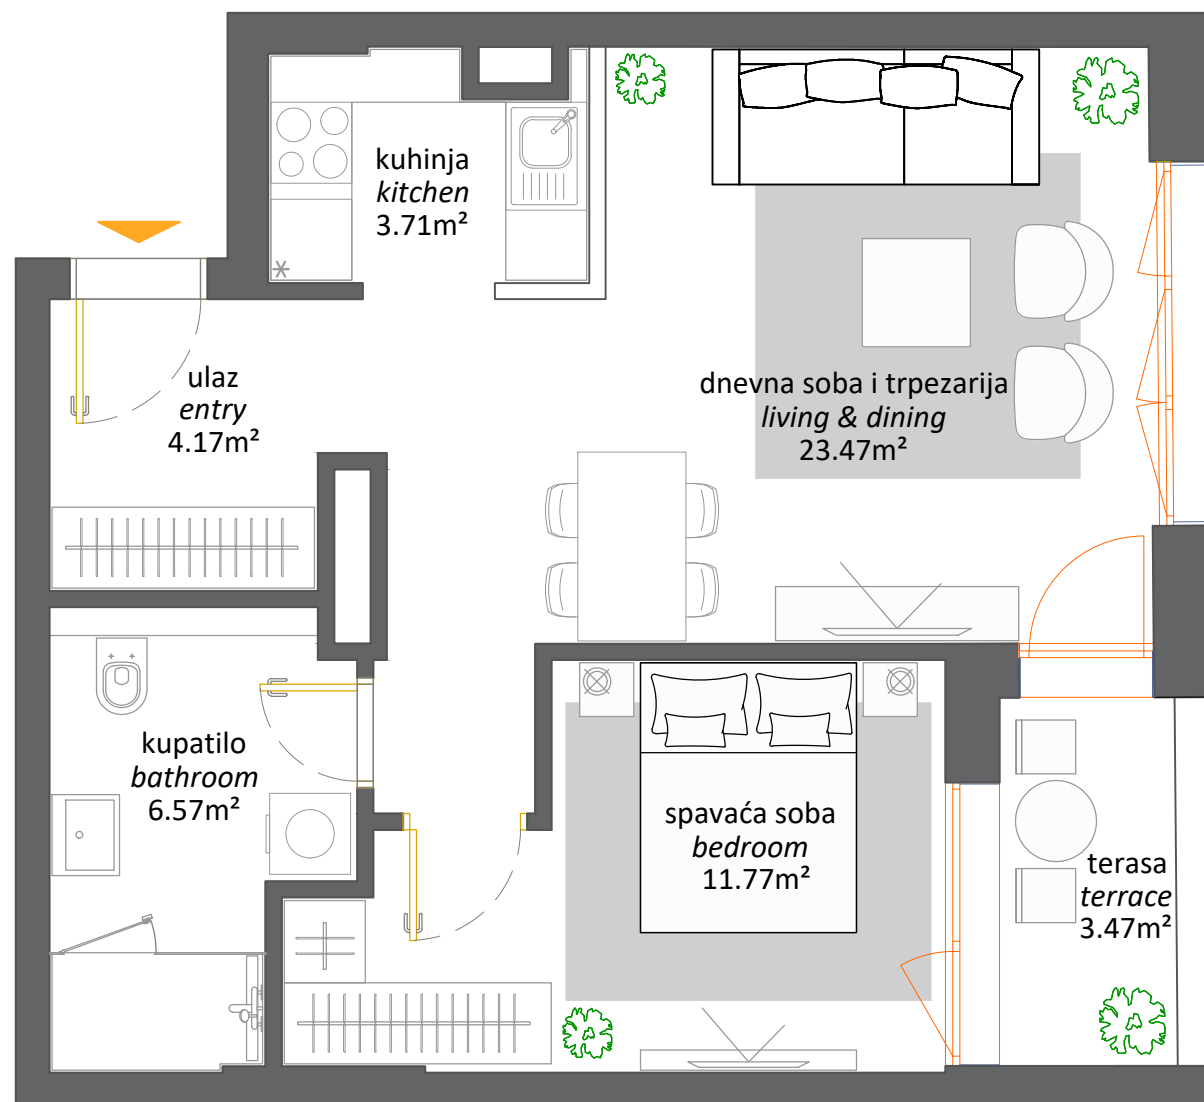 kuhinja
kitchen
3.71m²
ulaz
entry
4.17m²
dnevna soba i trpezarija
living & dining
23.47m²
kupatilo
bathroom
6.57m²
spavaća soba
bedroom
11.77m²
terasa
terrace
3.47m²